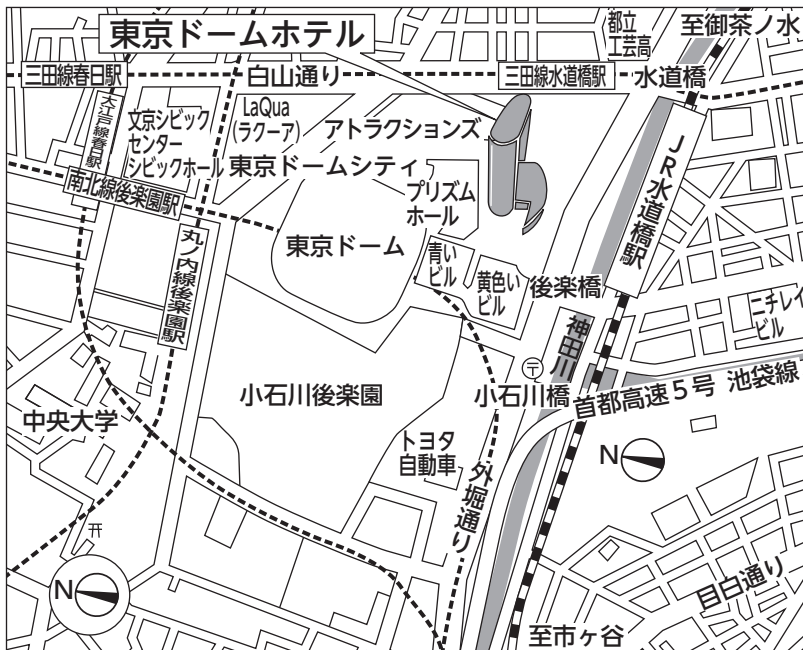 東京ドームホテル
都立
工芸高
至御茶ノ水
三田線春日駅
白山通り
三田線水道橋駅
水道橋
大江戸線春日駅
文京シビック
センター
シビックホール
LaQua
(ラクーア)
アトラクションズ
東京ドームシティ
JR水道橋駅
南北線後楽園駅
プリズム
ホール
東京ドーム
丸ノ内線後楽園駅
青い
ビル
黄色い
ビル
後楽橋
ニチレイ
ビル
神田川
〒
小石川後楽園
小石川橋
首都高速5号 池袋線
中央大学
トヨタ
自動車
外堀通り
N
N
目白通り
至市ヶ谷